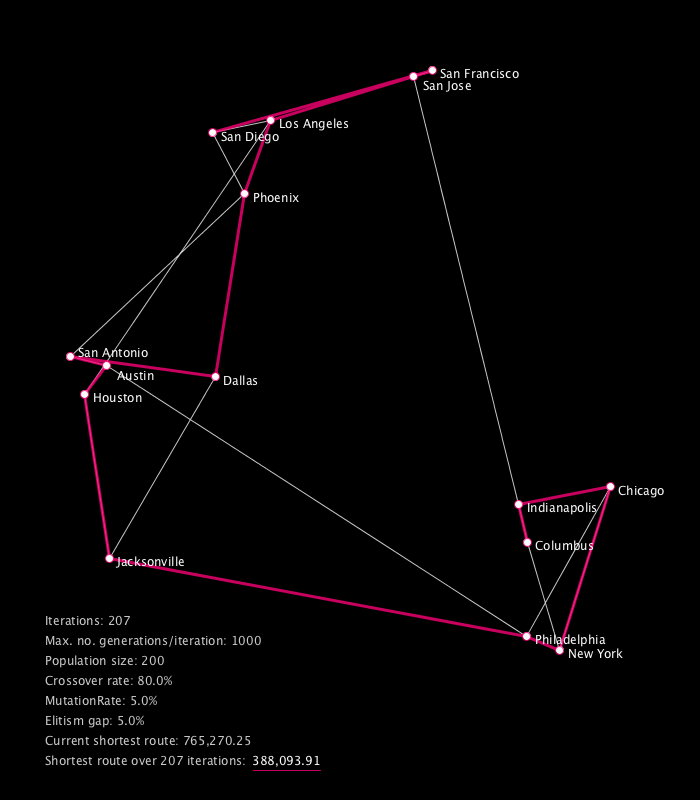 San Francisco
San Jose
Los Angeles
San Diego
Phoenix
San Antonio
Austin
Dallas
Houston
Chicago
Indianapolis
Columbus
Jacksonville
Philadelphia
New York
Iterations: 207
Max. no. generations/iteration: 1000
Population size: 200
Crossover rate: 80.0%
MutationRate: 5.0%
Elitism gap: 5.0%
Current shortest route: 765,270.25
Shortest route over 207 iterations: 388,093.91